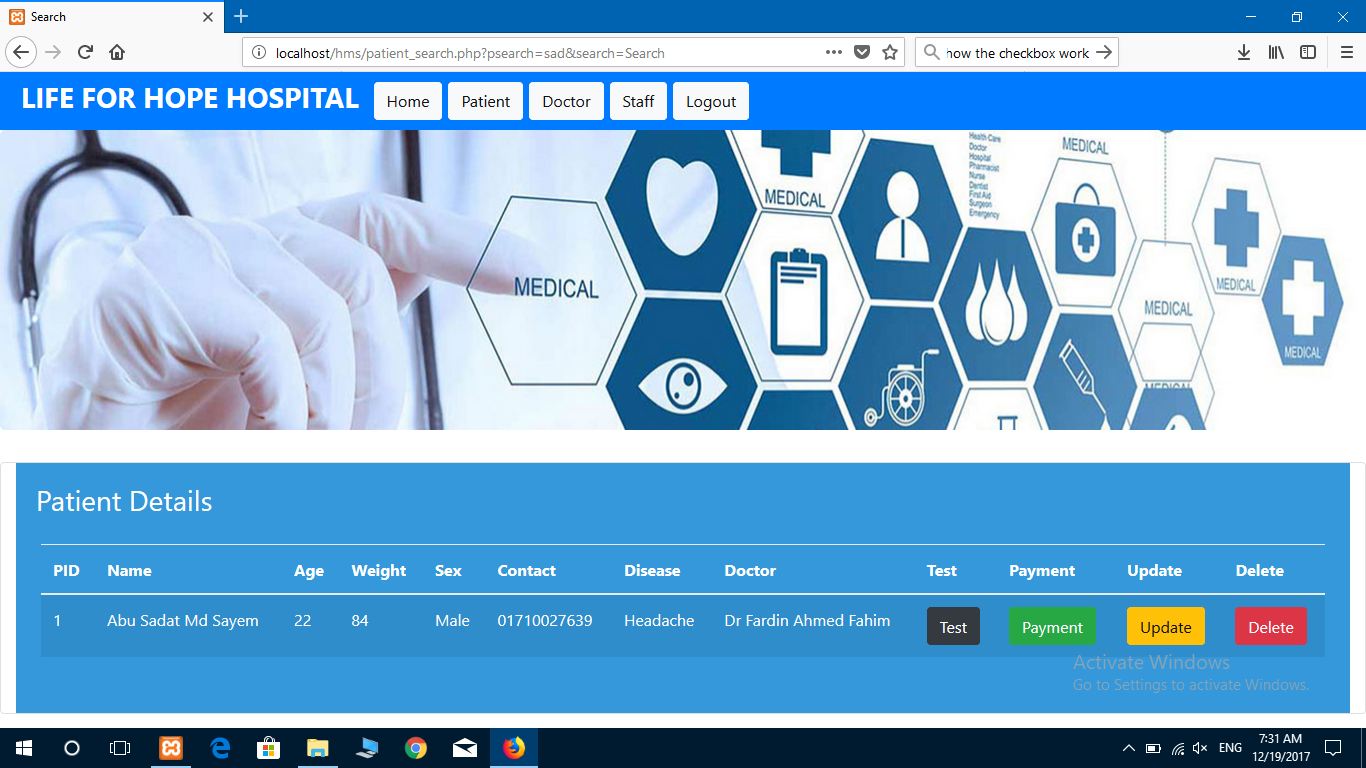 Search
localhost/hms/patient_search.php?psearch=sad&search=Search
how the checkbox work
LIFE FOR HOPE HOSPITAL Home Patient Doctor Staff Logout
Health Care
Doctor
Hospital
Pharmacist
Nurse
Dentist
First Aid
Surgeon
Emergency
MEDICAL
MEDICAL
MEDICAL
MEDICAL
MEDICAL
MEDICAL
MEDICAL
Patient Details
PID Name Age Weight Sex Contact Disease Doctor Test Payment Update Delete
1 Abu Sadat Md Sayem 22 84 Male 01710027639 Headache Dr Fardin Ahmed Fahim Test Payment Update Delete
Activate Windows
Go to Settings to activate Windows.
ENG
7:31 AM
12/19/2017